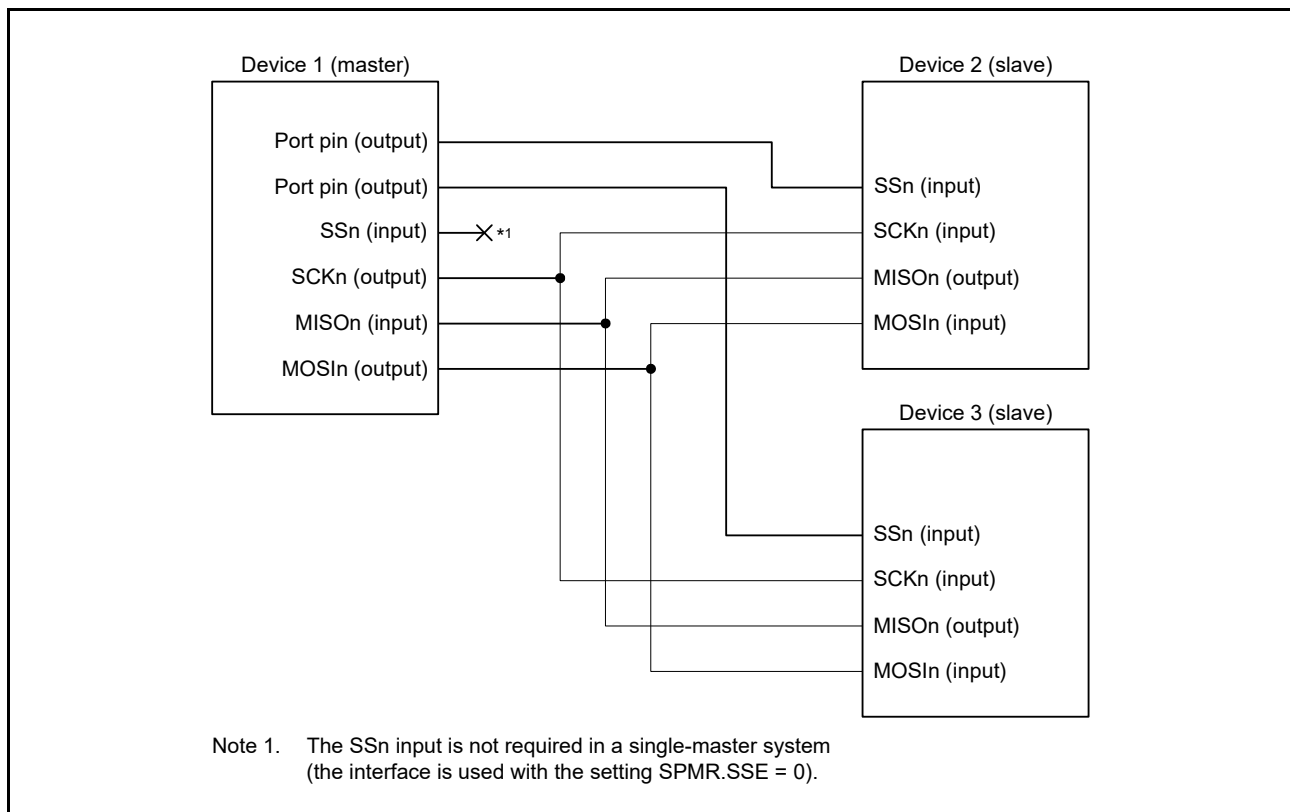 Device 1 (master)
Port pin (output)
Port pin (output)
SSn (input)
*1
SCKn (output)
MISOn (input)
MOSIn (output)
Device 2 (slave)
SSn (input)
SCKn (input)
MISOn (output)
MOSIn (input)
Device 3 (slave)
SSn (input)
SCKn (input)
MISOn (output)
MOSIn (input)
Note 1. The SSn input is not required in a single-master system
(the interface is used with the setting SPMR.SSE = 0).